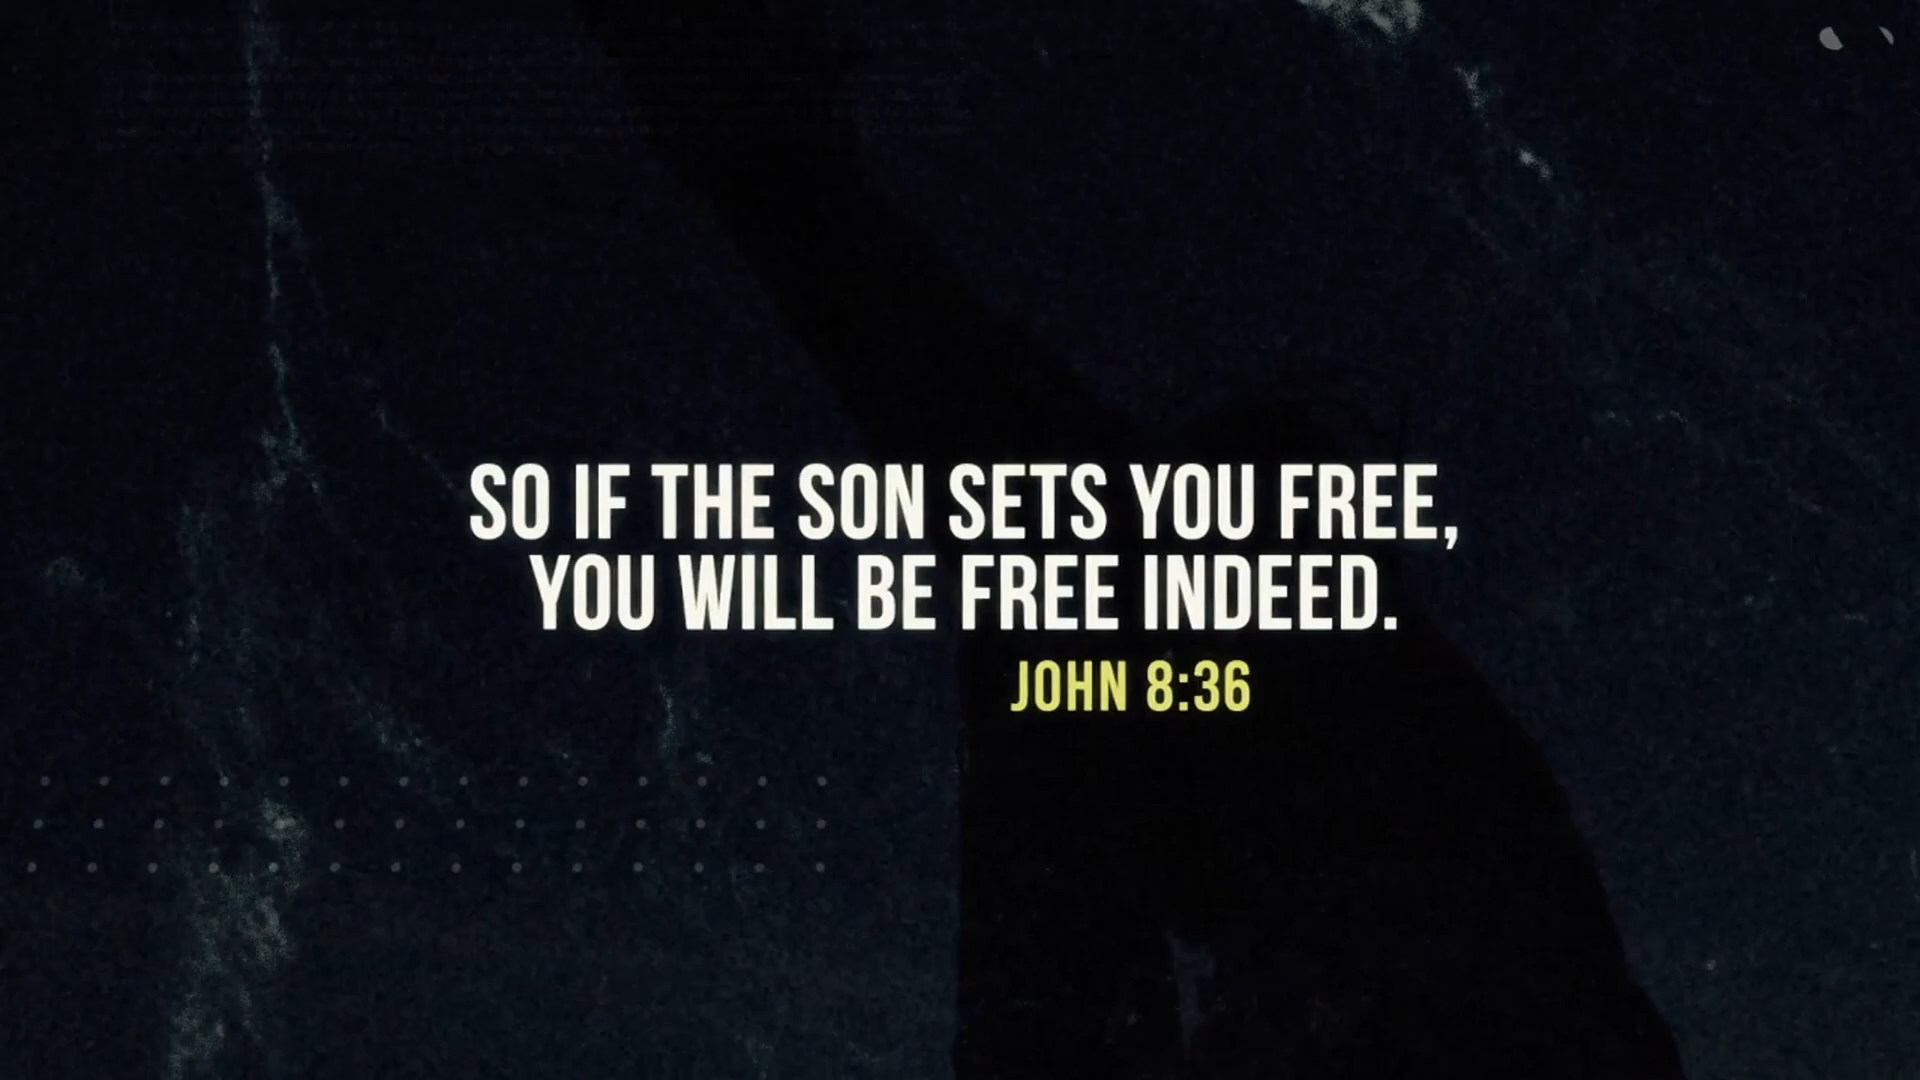 SO IF THE SON SETS YOU FREE,
YOU WILL BE FREE INDEED.
JOHN 8:36